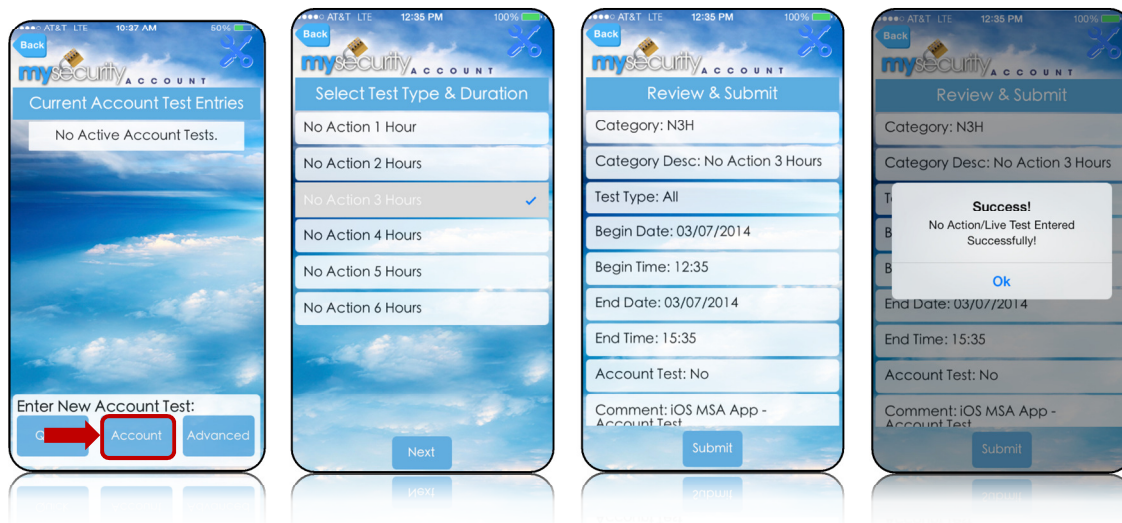 AT&T LTE 10:37 AM 50%
Back
mysecurity ACCOUNT
Current Account Test Entries
No Active Account Tests.
Enter New Account Test:
Account
Advanced
AT&T LTE 12:35 PM 100%
Back
mysecurity ACCOUNT
Select Test Type & Duration
No Action 1 Hour
No Action 2 Hours
No Action 3 Hours
No Action 4 Hours
No Action 5 Hours
No Action 6 Hours
Next
AT&T LTE 12:35 PM 100%
Back
mysecurity ACCOUNT
Review & Submit
Category: N3H
Category Desc: No Action 3 Hours
Test Type: All
Begin Date: 03/07/2014
Begin Time: 12:35
End Date: 03/07/2014
End Time: 15:35
Account Test: No
Comment: iOS MSA App -
Account Test
Submit
AT&T LTE 12:35 PM 100%
Back
mysecurity ACCOUNT
Review & Submit
Category: N3H
Category Desc: No Action 3 Hours
Success!
No Action/Live Test Entered
Successfully!
Ok
End Date: 03/07/2014
End Time: 15:35
Account Test: No
Comment: iOS MSA App -
Account Test
Submit